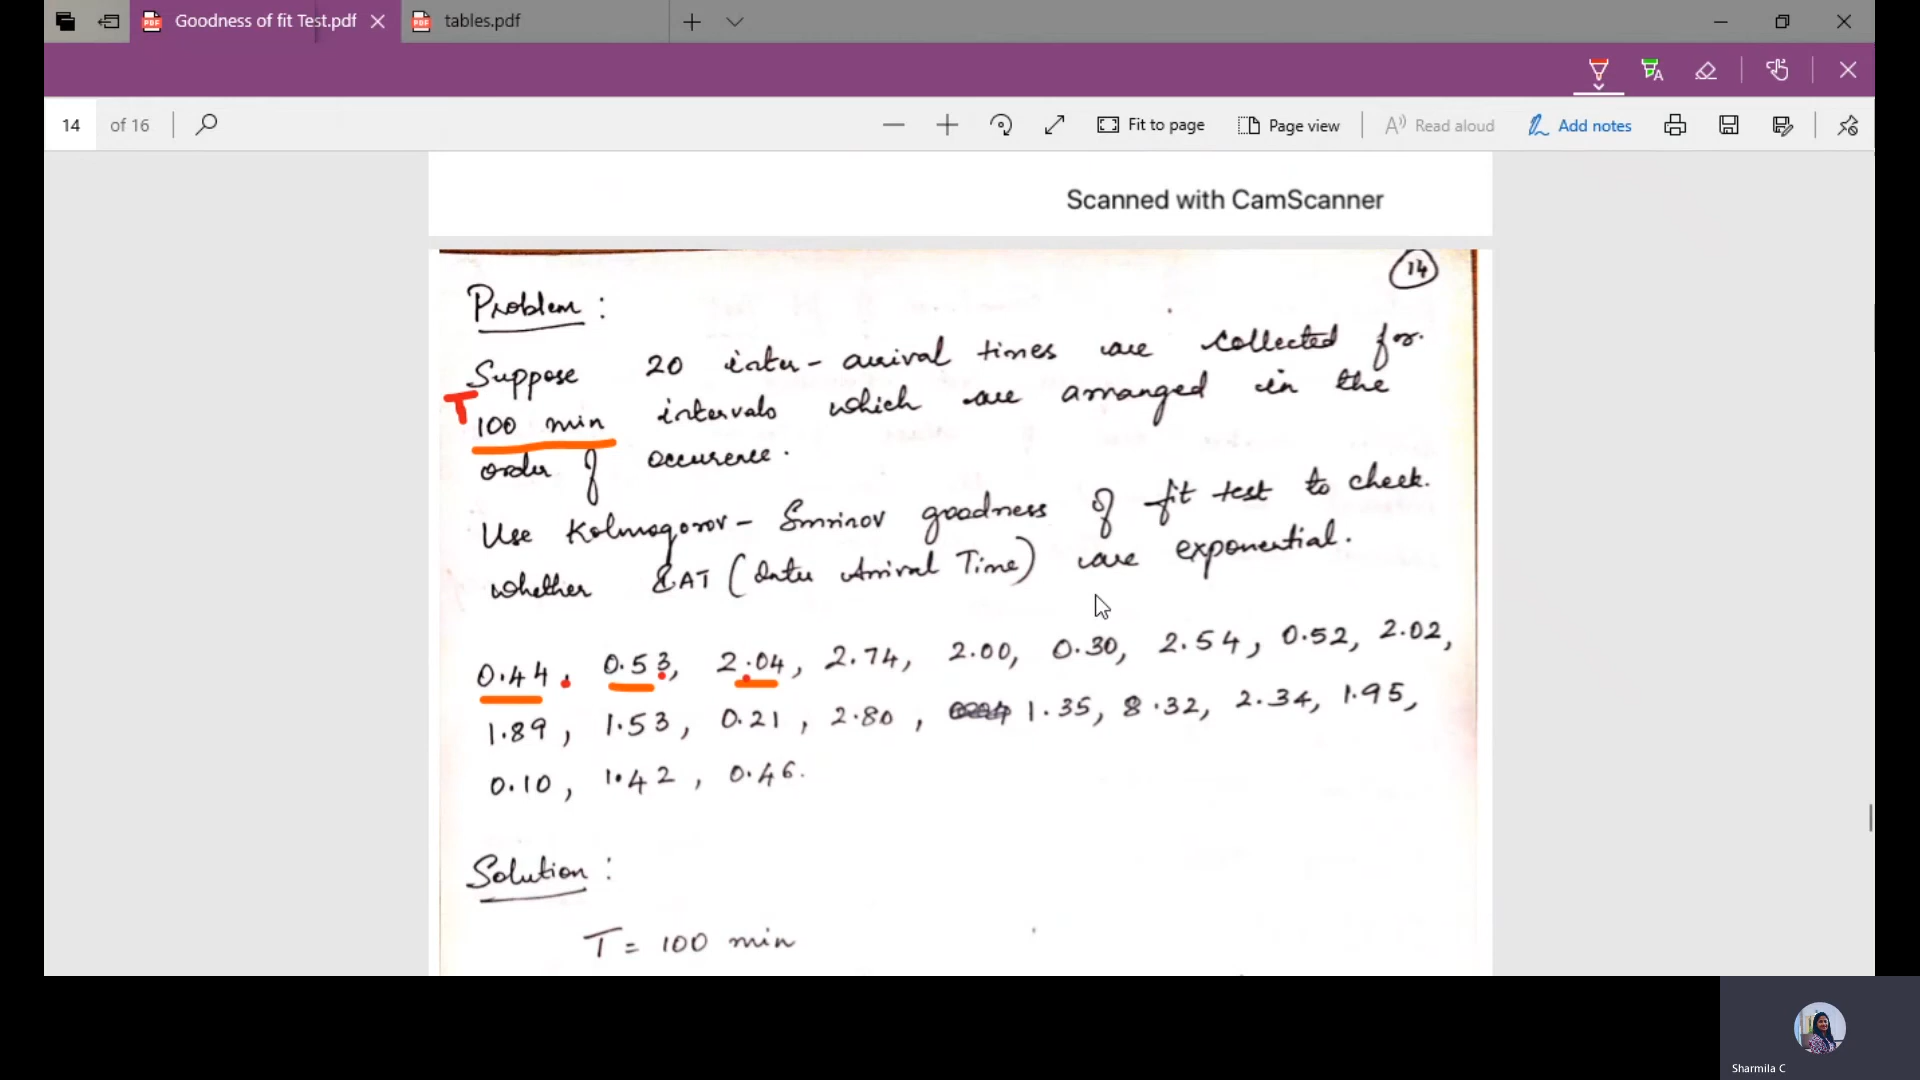 Goodness of fit Test.pdf
tables.pdf
14 of 16
Fit to page
Page view
Read aloud
Add notes
Scanned with CamScanner
14
Problem :
Suppose 20 inter-arrival times are collected for
T
100 min intervals which are arranged in the
order of occurence.
Use Kolmogorov - Smrinov goodness of fit test to check
whether IAT (Inter Arrival Time) are exponential.
0.44, 0.53, 2.04, 2.74, 2.00, 0.30, 2.54, 0.52, 2.02,
1.89, 1.53, 0.21, 2.80, 1.35, 8.32, 2.34, 1.95,
0.10, 1.42, 0.46.
Solution :
T = 100 min
Sharmila C